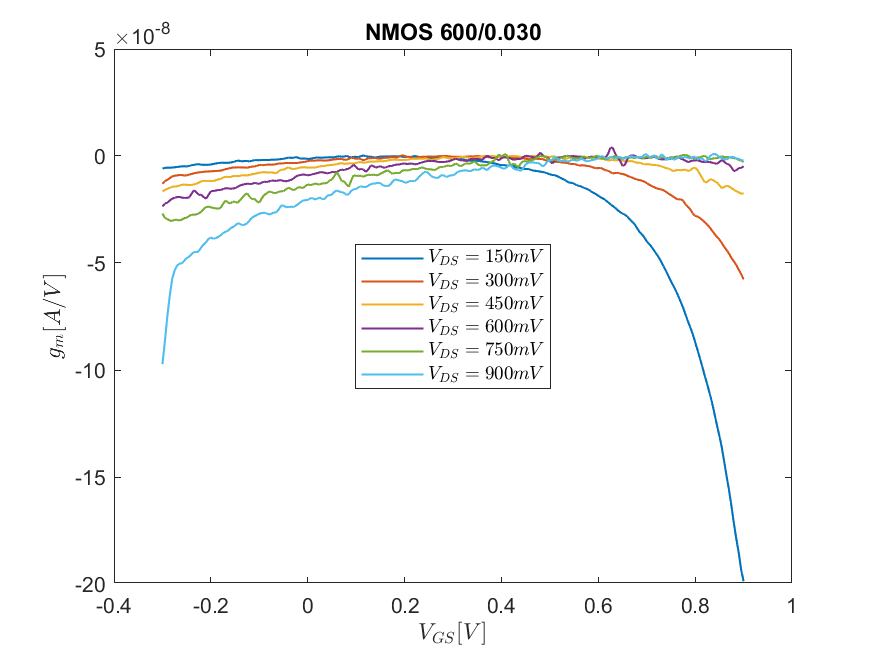 NMOS 600/0.030
×10^-8
5
0
-5
-10
-15
-20
g_m[A/V]
V_DS = 150mV
V_DS = 300mV
V_DS = 450mV
V_DS = 600mV
V_DS = 750mV
V_DS = 900mV
-0.4 -0.2 0 0.2 0.4 0.6 0.8 1
V_GS[V]